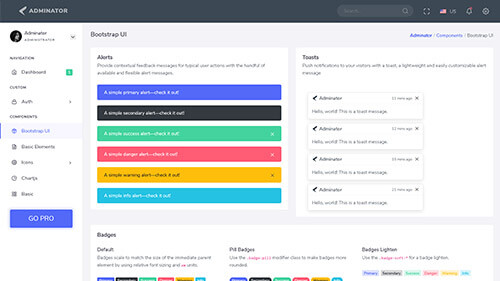 ADMINATOR
Search
US
Adminator
ADMINISTRATOR
Bootstrap UI
Adminator / Components / Bootstrap UI
NAVIGATION
Dashboard
CUSTOM
Auth
COMPONENTS
Bootstrap UI
Basic Elements
Icons
Chartjs
Basic
GO PRO
Alerts
Provide contextual feedback messages for typical user actions with the handful of
available and flexible alert messages.
A simple primary alert—check it out!
A simple secondary alert—check it out!
A simple success alert—check it out!
A simple danger alert—check it out!
A simple warning alert—check it out!
A simple info alert—check it out!
Toasts
Push notifications to your visitors with a toast, a lightweight and easily customizable alert
message
Adminator 11 mins ago
Hello, world! This is a toast message.
Adminator 11 mins ago
Hello, world! This is a toast message.
Adminator 11 mins ago
Hello, world! This is a toast message.
Adminator 11 mins ago
Hello, world! This is a toast message.
Badges
Default
Badges scale to match the size of the immediate parent
element by using relative font sizing and em units.
Pill Badges
Use the .badge-pill modifier class to make badges more
rounded.
Badges Lighten
Use the .badge-soft-* for a badge lighten.
Primary Secondary Success Danger Warning Info